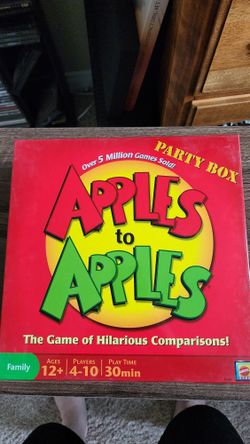 PARTY BOX
Over 5 Million Games Sold!
APPLES
to
APPLES
The Game of Hilarious Comparisons!
Family
AGES
12+
PLAYERS
4-10
PLAY TIME
30min